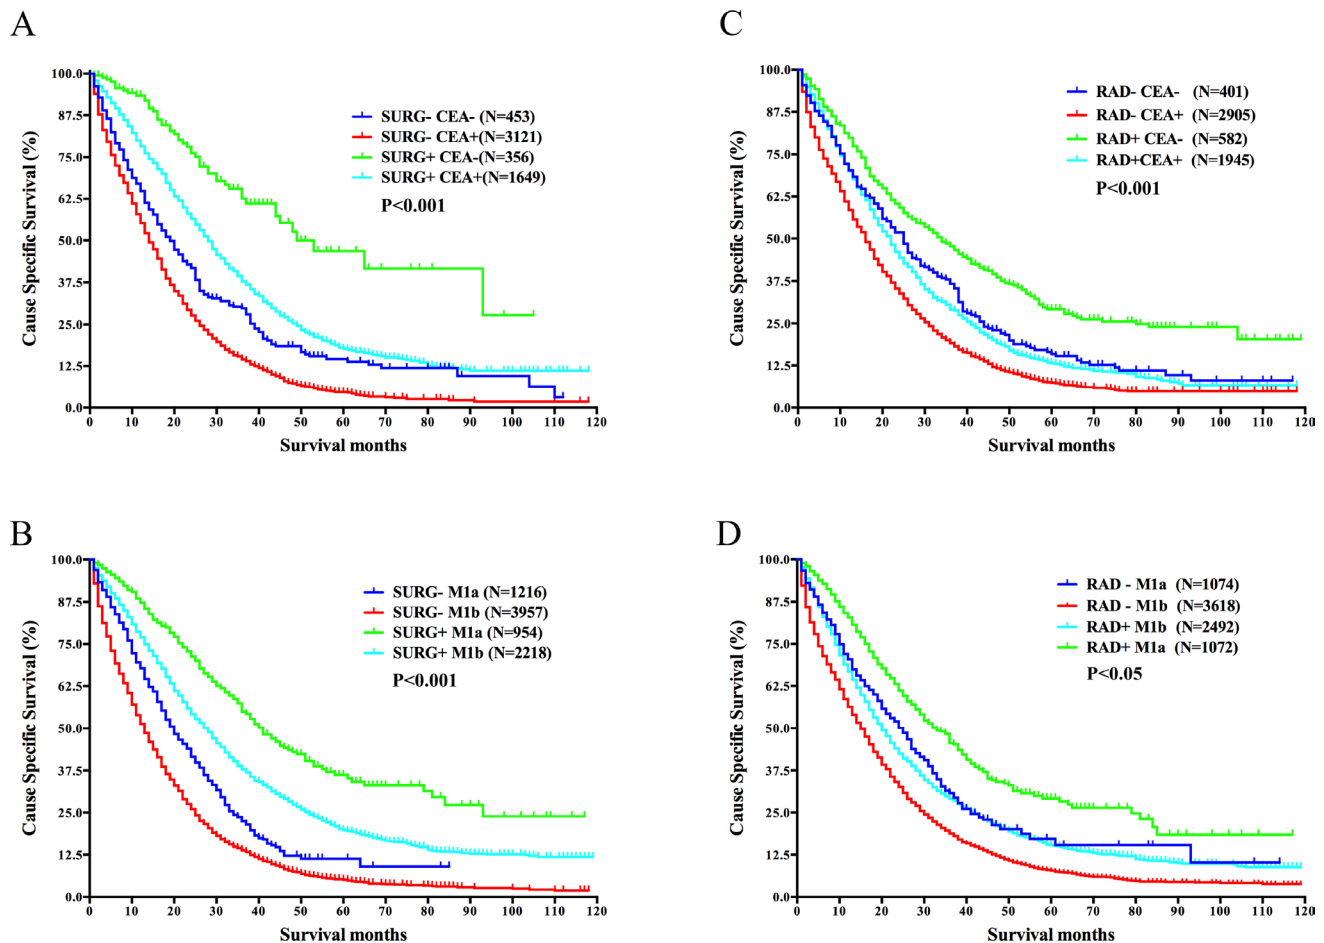 A
100.0
87.5
75.0
62.5
50.0
37.5
25.0
12.5
0.0
Cause Specific Survival (%)
SURG- CEA- (N=453)
SURG- CEA+(N=3121)
SURG+ CEA-(N=356)
SURG+ CEA+(N=1649)
P<0.001
0 10 20 30 40 50 60 70 80 90 100 110 120
Survival months
C
100.0
87.5
75.0
62.5
50.0
37.5
25.0
12.5
0.0
Cause Specific Survival (%)
RAD- CEA- (N=401)
RAD- CEA+ (N=2905)
RAD+ CEA- (N=582)
RAD+CEA+ (N=1945)
P<0.001
0 10 20 30 40 50 60 70 80 90 100 110 120
Survival months
B
100.0
87.5
75.0
62.5
50.0
37.5
25.0
12.5
0.0
Cause Specific Survival (%)
SURG- M1a (N=1216)
SURG- M1b (N=3957)
SURG+ M1a (N=954)
SURG+ M1b (N=2218)
P<0.001
0 10 20 30 40 50 60 70 80 90 100 110 120
Survival months
D
100.0
87.5
75.0
62.5
50.0
37.5
25.0
12.5
0.0
Cause Specific Survival (%)
RAD - M1a (N=1074)
RAD - M1b (N=3618)
RAD+ M1b (N=2492)
RAD+ M1a (N=1072)
P<0.05
0 10 20 30 40 50 60 70 80 90 100 110 120
Survival months